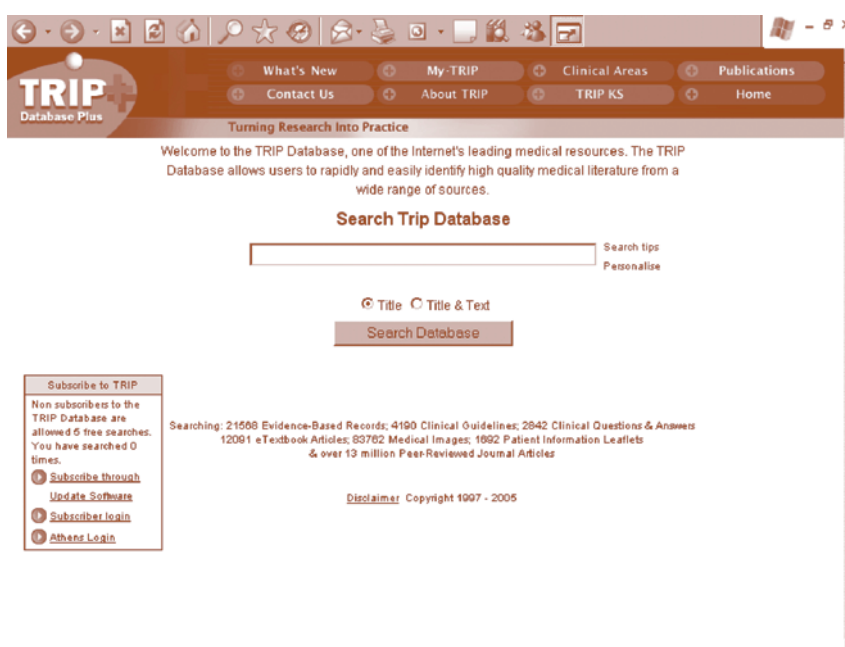 What's New
My-TRIP
Clinical Areas
Publications
TRIP
Database Plus
Contact Us
About TRIP
TRIP KS
Home
Turning Research Into Practice
Welcome to the TRIP Database, one of the Internet's leading medical resources. The TRIP
Database allows users to rapidly and easily identify high quality medical literature from a
wide range of sources.
Search Trip Database
Search tips
Personalise
Title Title & Text
Search Database
Subscribe to TRIP
Non subscribers to the
TRIP Database are
allowed 5 free searches.
You have searched 0
times.
Subscribe through
Update Software
Subscriber login
Athens Login
Searching: 21568 Evidence-Based Records; 4190 Clinical Guidelines; 2842 Clinical Questions & Answers
12091 eTextbook Articles; 83762 Medical Images; 1692 Patient Information Leaflets
& over 13 million Peer-Reviewed Journal Articles
Disclaimer Copyright 1997 - 2005